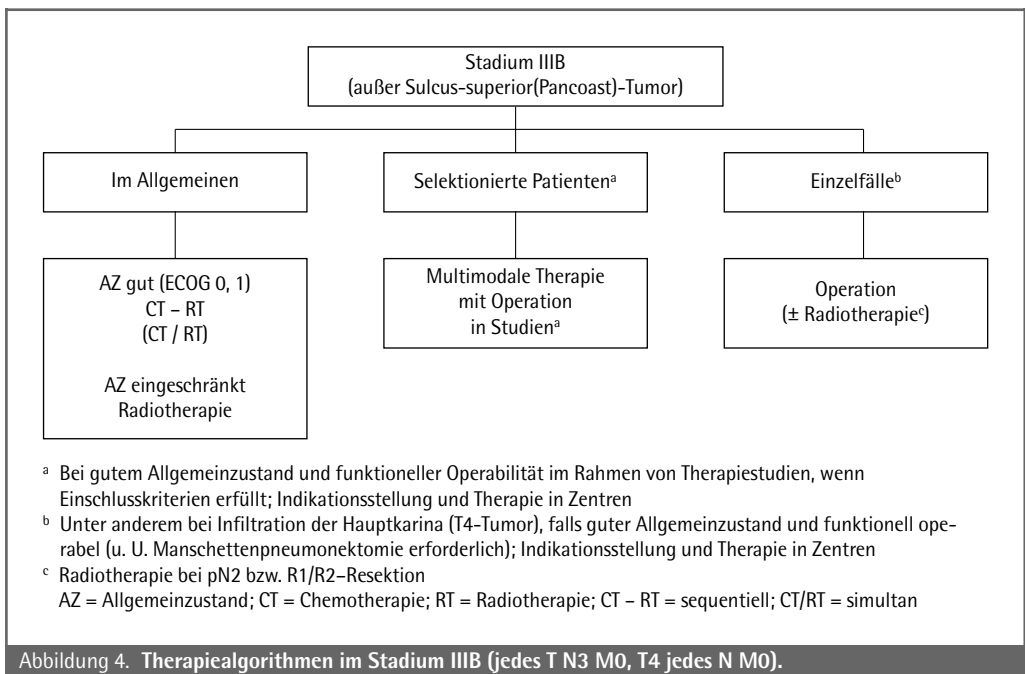 Stadium IIIB
(außer Sulcus-superior(Pancoast)-Tumor)
Im Allgemeinen
Selektionierte Patientenᵃ
Einzelfälleᵇ
AZ gut (ECOG 0, 1)
CT – RT
(CT / RT)
AZ eingeschränkt
Radiotherapie
Multimodale Therapie
mit Operation
in Studienᵃ
Operation
(± Radiotherapieᶜ)
ᵃ Bei gutem Allgemeinzustand und funktioneller Operabilität im Rahmen von Therapiestudien, wenn
Einschlusskriterien erfüllt; Indikationsstellung und Therapie in Zentren
ᵇ Unter anderem bei Infiltration der Hauptkarina (T4-Tumor), falls guter Allgemeinzustand und funktionell ope-
rabel (u. U. Manschettenpneumonektomie erforderlich); Indikationsstellung und Therapie in Zentren
ᶜ Radiotherapie bei pN2 bzw. R1/R2–Resektion
AZ = Allgemeinzustand; CT = Chemotherapie; RT = Radiotherapie; CT – RT = sequentiell; CT/RT = simultan
Abbildung 4. Therapiealgorithmen im Stadium IIIB (jedes T N3 M0, T4 jedes N M0).